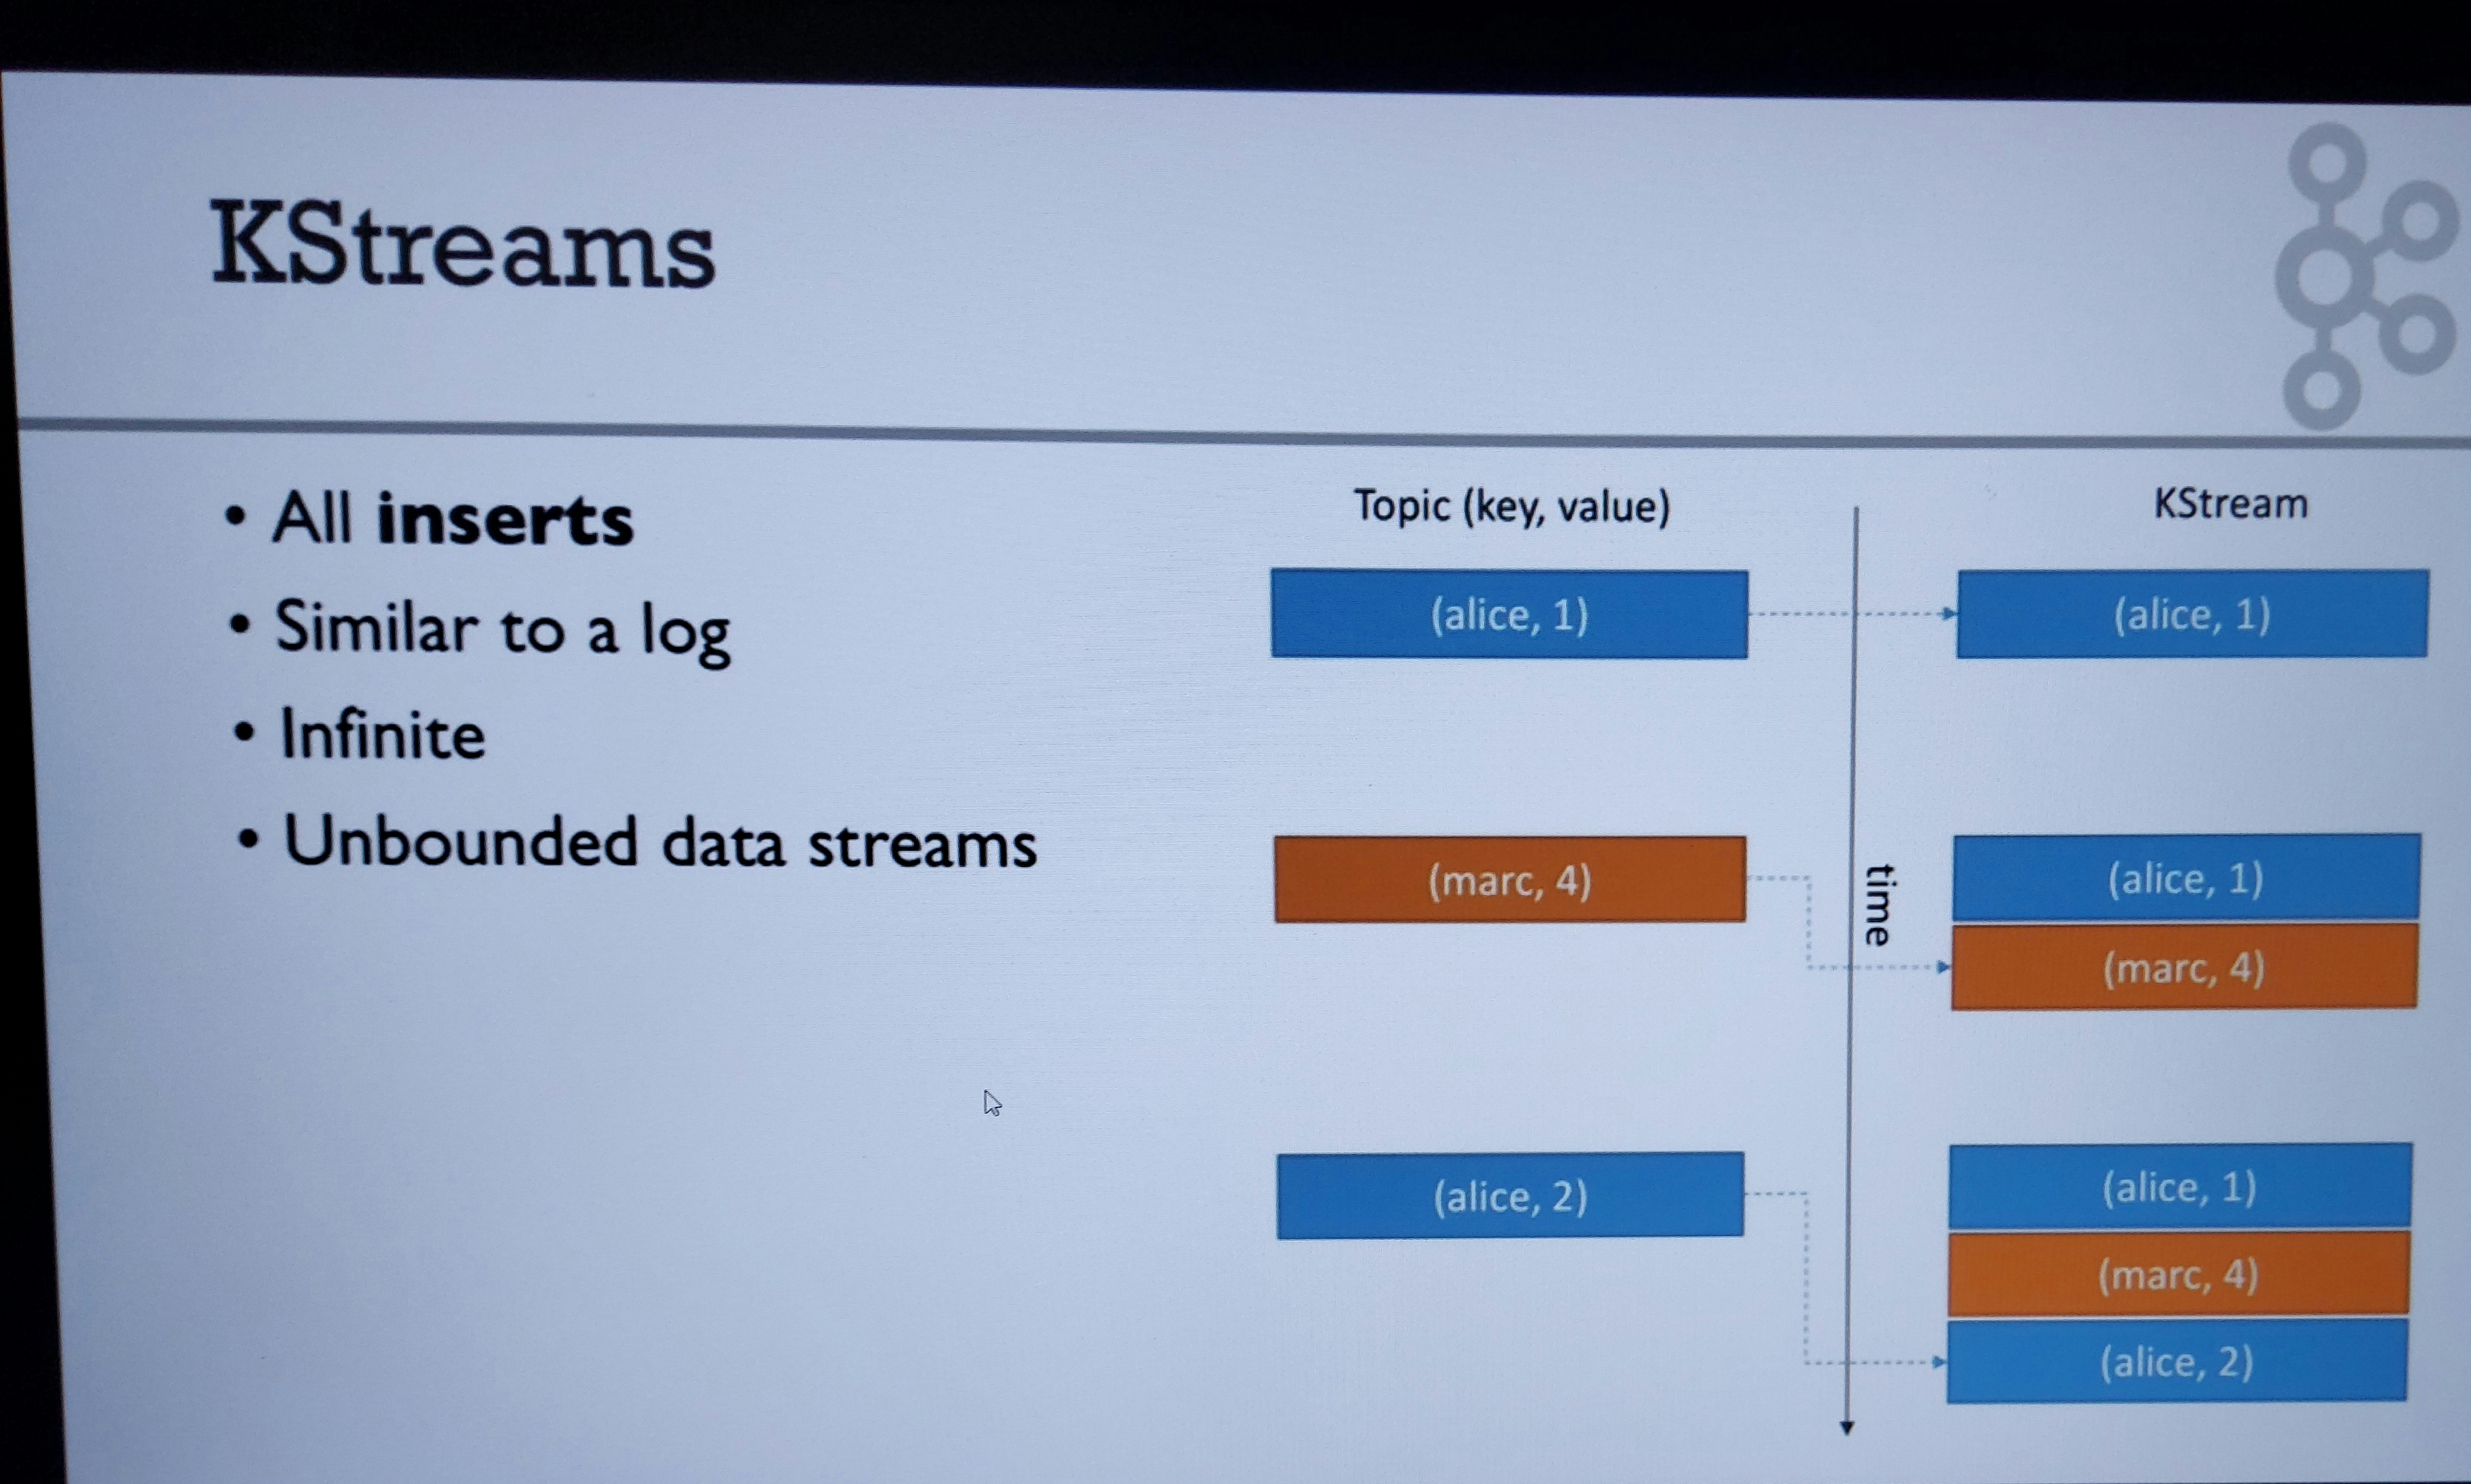 KStreams
• All inserts
• Similar to a log
• Infinite
• Unbounded data streams
Topic (key, value)
KStream
(alice, 1)
(alice, 1)
(marc, 4)
time
(alice, 1)
(marc, 4)
(alice, 2)
(alice, 1)
(marc, 4)
(alice, 2)